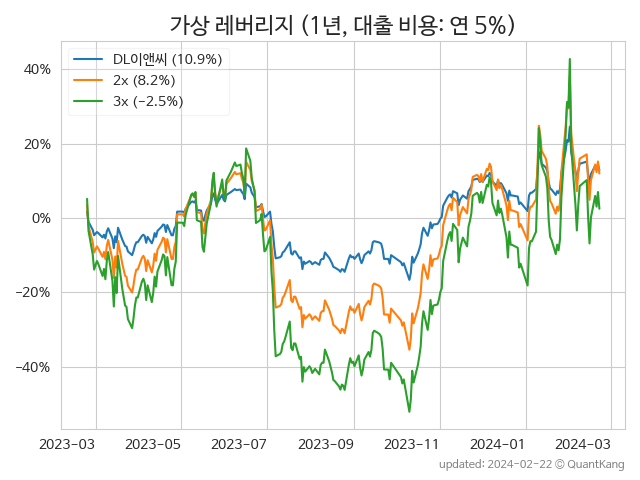 가상 레버리지 (1년, 대출 비용: 연 5%)
DL이앤씨 (10.9%)
2x (8.2%)
3x (−2.5%)
40%
20%
0%
−20%
−40%
2023-03 2023-05 2023-07 2023-09 2023-11 2024-01 2024-03
updated: 2024-02-22 © QuantKang